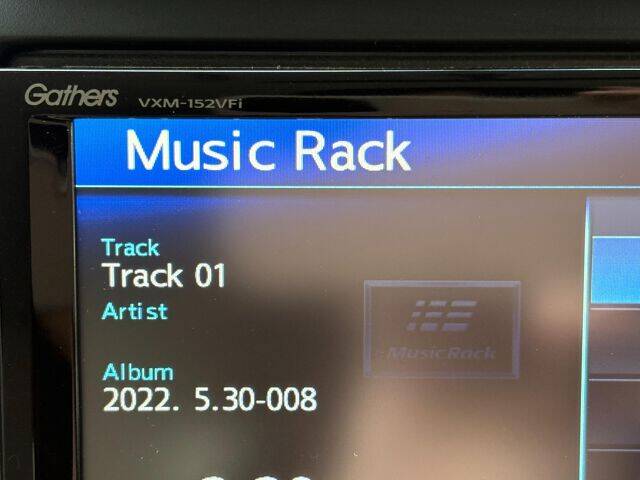 Gathers VXM-152VFi
Music Rack
Track
Track 01
Artist
MusicRack
Album
2022. 5.30-008